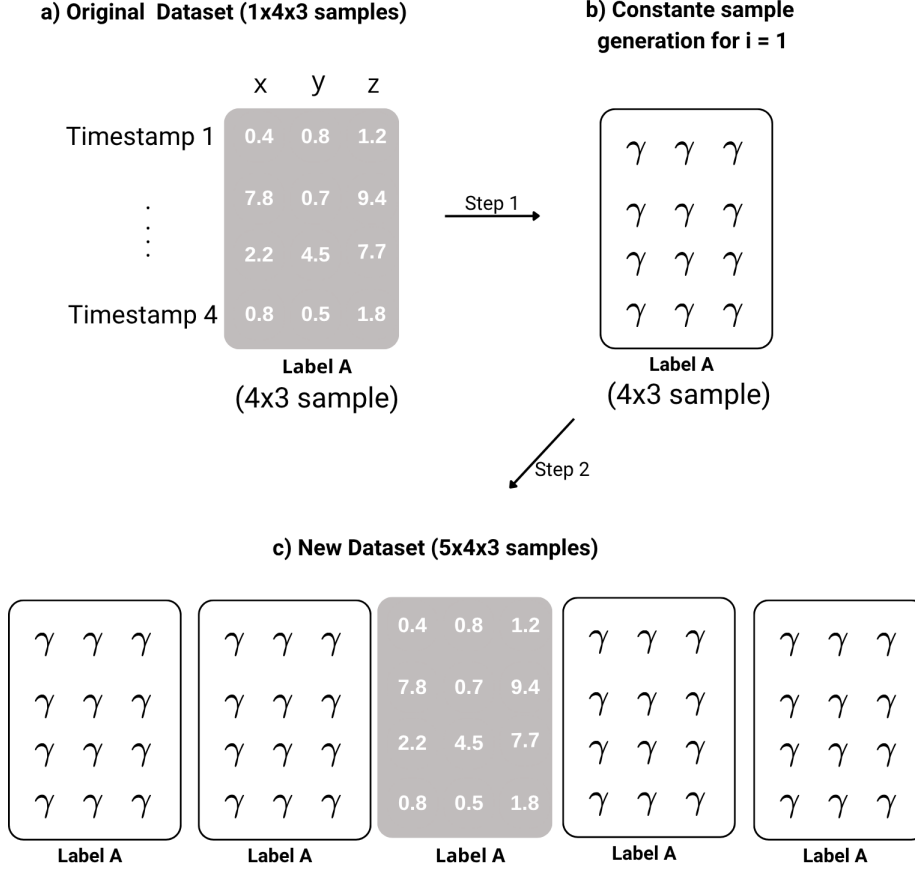 a) Original Dataset (1x4x3 samples)
b) Constante sample
generation for i = 1
x y z
Timestamp 1 0.4 0.8 1.2
7.8 0.7 9.4
2.2 4.5 7.7
Timestamp 4 0.8 0.5 1.8
Label A
(4x3 sample)
Step 1
γ γ γ
γ γ γ
γ γ γ
γ γ γ
Label A
(4x3 sample)
Step 2
c) New Dataset (5x4x3 samples)
γ γ γ γ γ γ 0.4 0.8 1.2 γ γ γ γ γ γ
γ γ γ γ γ γ 7.8 0.7 9.4 γ γ γ γ γ γ
γ γ γ γ γ γ 2.2 4.5 7.7 γ γ γ γ γ γ
γ γ γ γ γ γ 0.8 0.5 1.8 γ γ γ γ γ γ
Label A Label A Label A Label A Label A